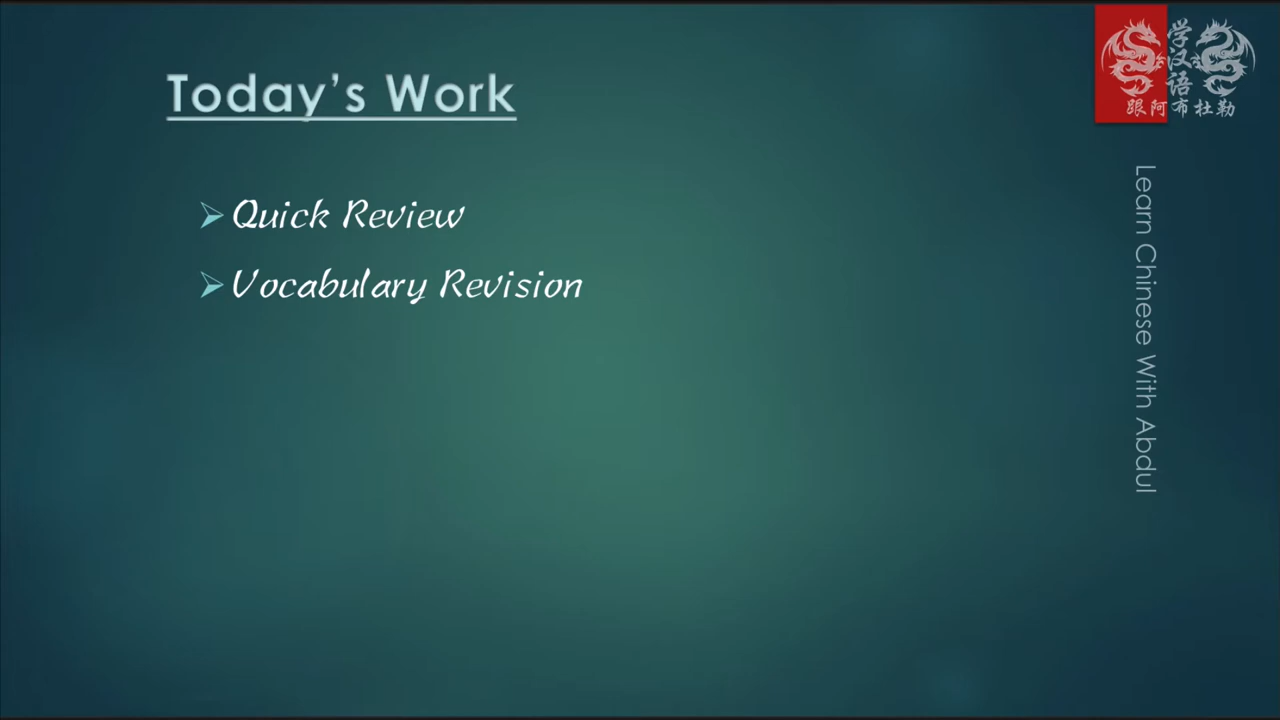 Today's Work
Quick Review
Vocabulary Revision
学汉语
跟阿布杜勒
Learn Chinese With Abdul